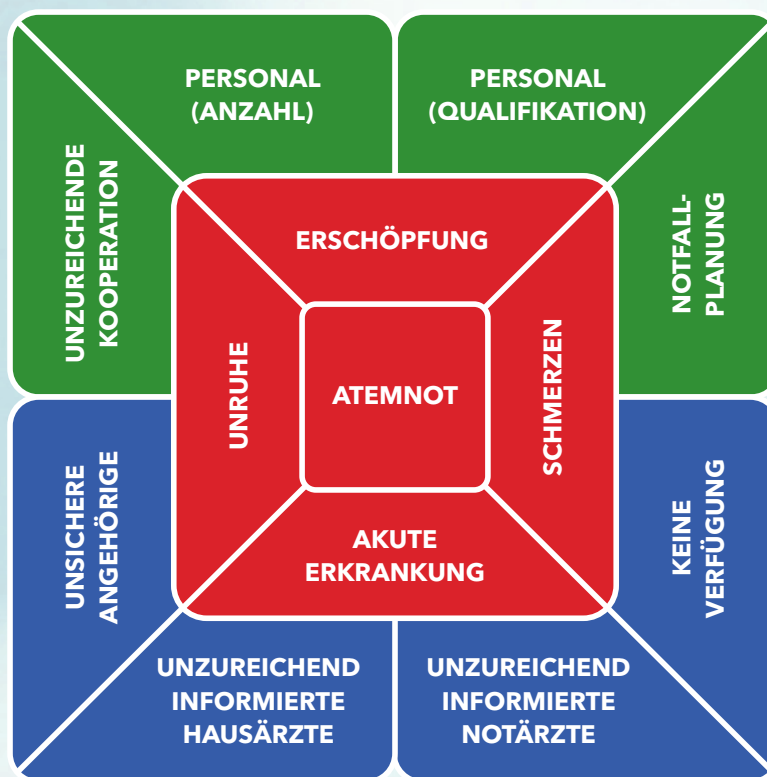 PERSONAL
(ANZAHL)
PERSONAL
(QUALIFIKATION)
UNZUREICHENDE
KOOPERATION
NOTFALL-
PLANUNG
ERSCHÖPFUNG
UNRUHE
ATEMNOT
SCHMERZEN
AKUTE
ERKRANKUNG
UNSICHERE
ANGEHÖRIGE
KEINE
VERFÜGUNG
UNZUREICHEND
INFORMIERTE
HAUSÄRZTE
UNZUREICHEND
INFORMIERTE
NOTÄRZTE